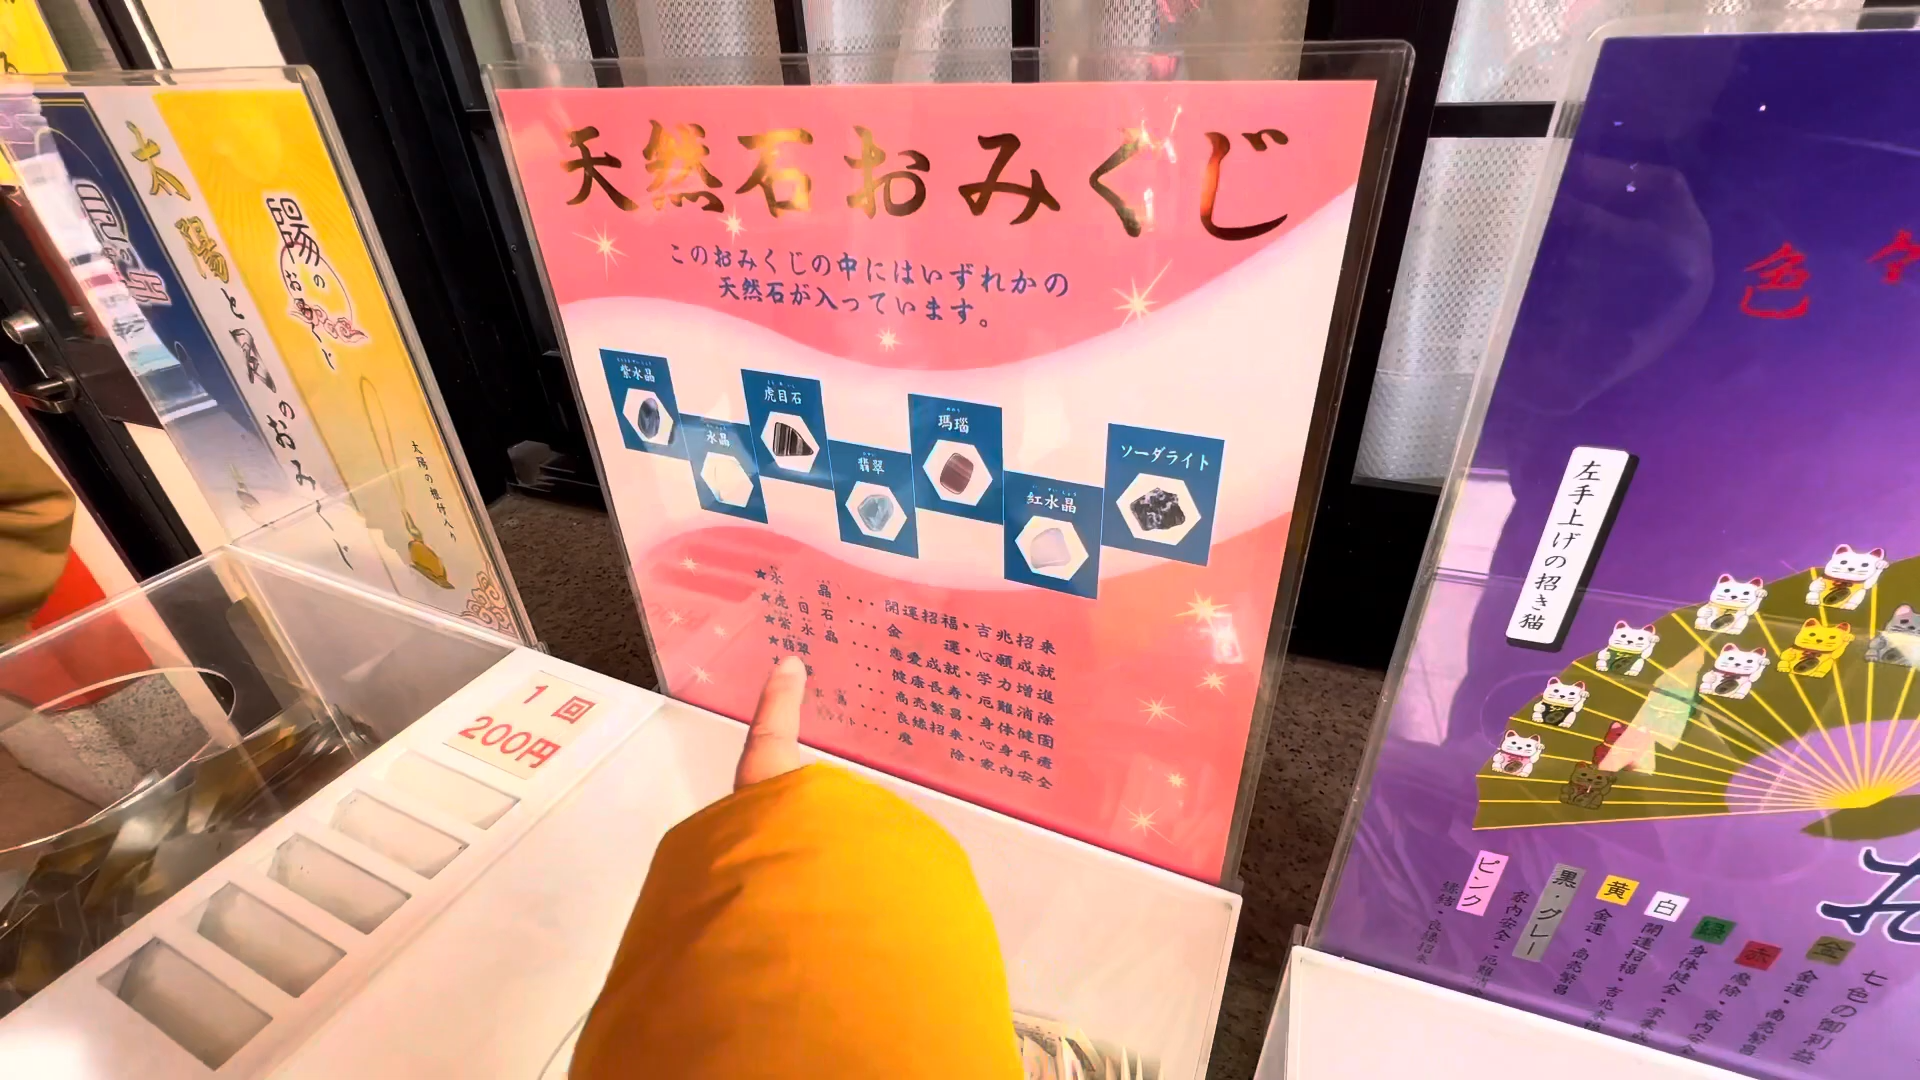 太陽と月のおみくじ
陽のおみくじ
太陽の根付入り
1回
200円
天然石おみくじ
このおみくじの中にはいずれかの
天然石が入っています。
紫水晶
水晶
虎目石
翡翠
瑪瑙
紅水晶
ソーダライト
★水晶・・・開運招福・吉兆招来
★虎目石・・・金運・心願成就
★紫水晶・・・恋愛成就・学力増進
★翡翠・・・健康長寿・厄難消除
・・・商売繁昌・身体健固
・・・良縁招来・心身平癒
・・・魔除・家内安全
色々
左手上げの招き猫
ピンク
縁結・良縁招来
黒・グレー
家内安全・厄難消
黄
金運・商売繁昌
白
開運招福・吉兆
緑
身体健全・学業
赤
魔除・家内安全
金
金運・商売繁昌
七色の御利益